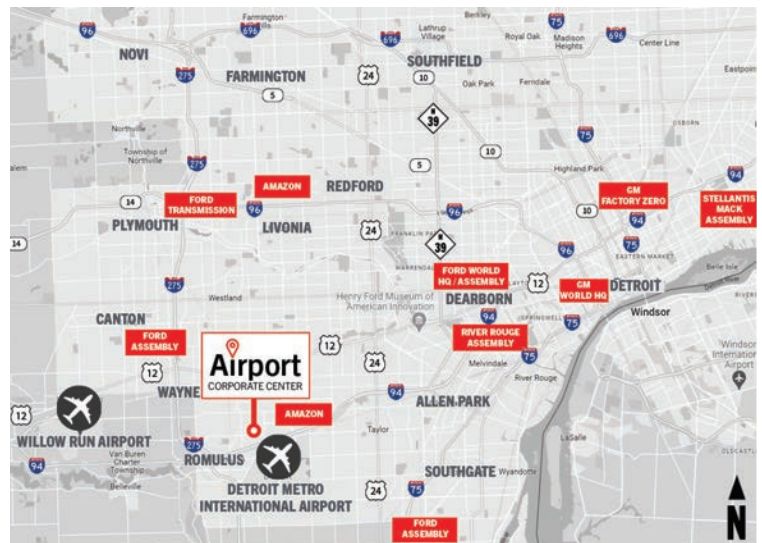 Farmington
Lathrup
Village
Berkley
75
96
696
696
Royal Oak
Madison
Heights
696
Center Line
NOVI
SOUTHFIELD
275
FARMINGTON
24
10
Oak Park
Ferndale
Eastpoint
5
M
39
75
OSBORN
Northville
10
Township of
Northville
275
5
Highland Park
94
14
FORD
TRANSMISSION
AMAZON
REDFORD
GM
FACTORY ZERO
STELLANTIS
MACK
ASSEMBLY
96
96
10
94
PLYMOUTH
LIVONIA
24
14
M
39
75
96
EASTERN MARKET
FORD WORLD
HQ / ASSEMBLY
Belle Isle
275
12
GM
WORLD HQ
DETROIT
Westland
Henry Ford Museum of
American Innovation
DEARBORN
Windsor
94
CANTON
75
FORD
ASSEMBLY
RIVER ROUGE
ASSEMBLY
Airport
CORPORATE CENTER
12
24
75
Melvindale
Windsor
International
Airport
12
River Rouge
WAYNE
94
ALLEN PARK
12
AMAZON
Taylor
WILLOW RUN AIRPORT
275
LaSalle
94
Van Buren
Charter
Township
ROMULUS
Belleville
SOUTHGATE
Wyandotte
DETROIT METRO
INTERNATIONAL AIRPORT
24
75
FORD
ASSEMBLY
N